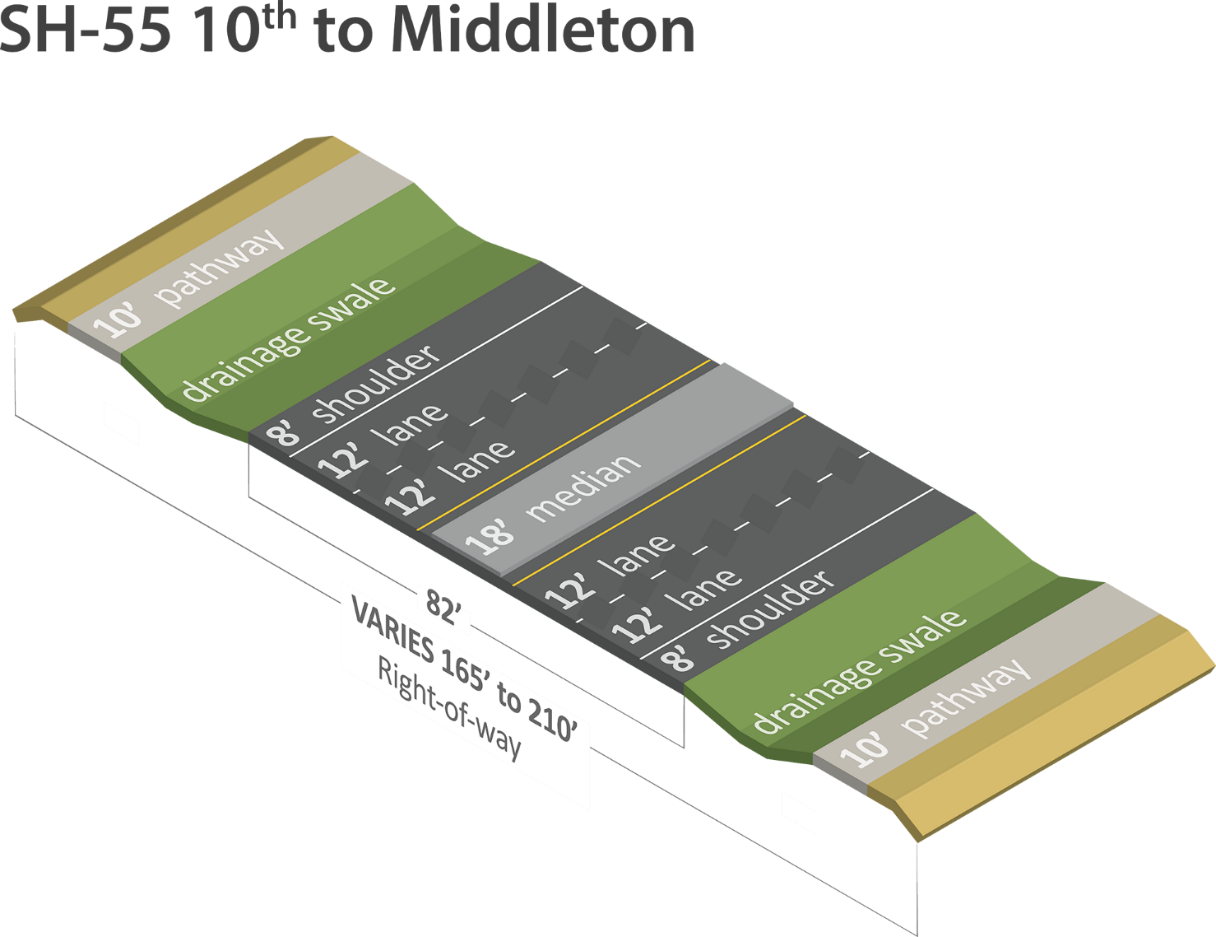 SH-55 10th to Middleton
10’ pathway
drainage swale
8’ shoulder
12’ lane
12’ lane
18’ median
12’ lane
12’ lane
8’ shoulder
drainage swale
10’ pathway
82’
VARIES 165’ to 210’
Right-of-way